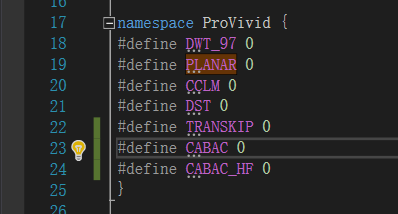 16
17 namespace ProVivid {
18 #define DWT_97 0
19 #define PLANAR 0
20 #define CCLM 0
21 #define DST 0
22 #define TRANSKIP 0
23 #define CABAC 0
24 #define CABAC_HF 0
25 }
26